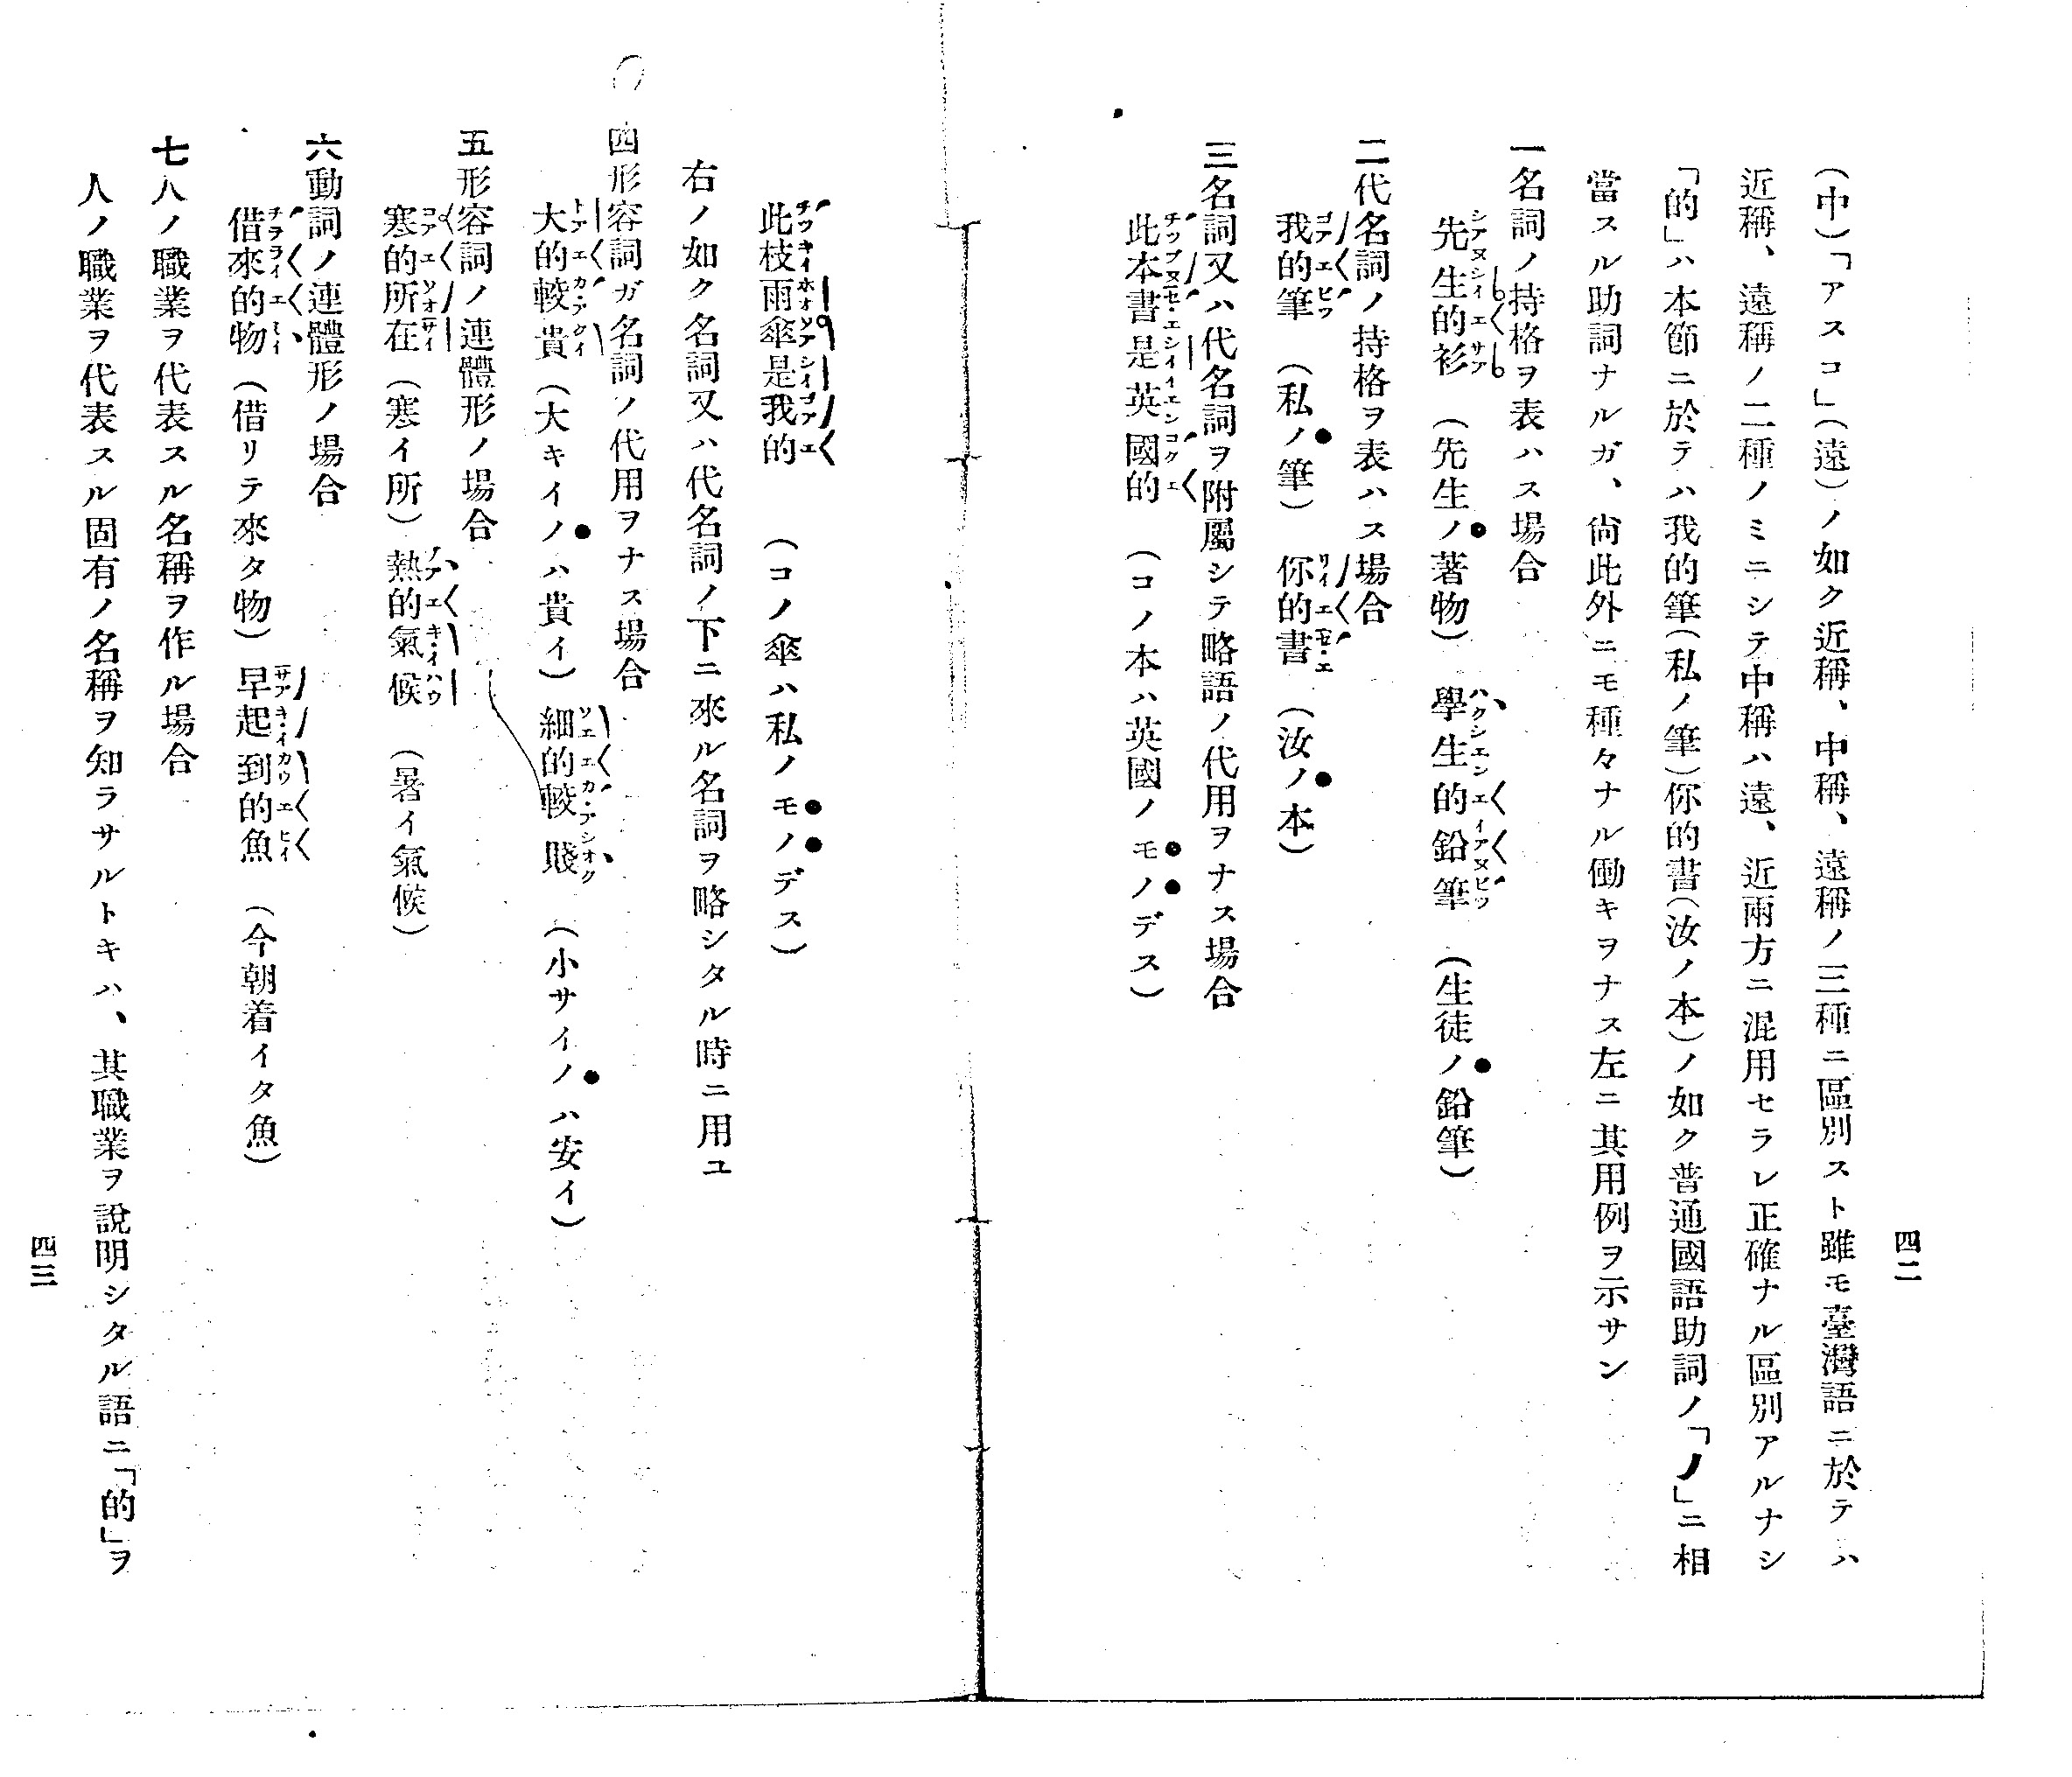 四二
（中）「アスコ」（遠）ノ如ク近稱、中稱、遠稱ノ三種ニ區別スト雖モ臺灣語ニ於テハ
近稱、遠稱ノ二種ノミニシテ中稱ハ遠、近兩方ニ混用セラレ正確ナル區別アルナシ
「的」ハ本節ニ於テハ我的筆（私ノ筆）你的書（汝ノ本）ノ如ク普通國語助詞ノ「ノ」ニ相
當スル助詞ナルガ、尙此外ニモ種々ナル働キヲナス左ニ其用例ヲ示サン
一名詞ノ持格ヲ表ハス場合
先生的衫　（先生ノ著物）　學生的鉛筆　（生徒ノ鉛筆）
二代名詞ノ持格ヲ表ハス場合
我的筆　（私ノ筆）　你的書　（汝ノ本）
三名詞又ハ代名詞ヲ附屬シテ略語ノ代用ヲナス場合
此本書是英國的　（コノ本ハ英國ノモノデス）
此枝雨傘是我的　（コノ傘ハ私ノモノデス）
右ノ如ク名詞又ハ代名詞ノ下ニ來ル名詞ヲ略シタル時ニ用ユ
四形容詞ガ名詞ノ代用ヲナス場合
大的較貴（大キイノハ貴イ）細的較賤　（小サイノハ安イ）
五形容詞ノ連體形ノ場合
寒的所在（寒イ所）熱的氣候　（暑イ氣候）
六動詞ノ連體形ノ場合
借來的物（借リテ來タ物）早起到的魚　（今朝着イタ魚）
七人ノ職業ヲ代表スル名稱ヲ作ル場合
人ノ職業ヲ代表スル固有ノ名稱ヲ知ラサルトキハ、其職業ヲ說明シタル語ニ「的」ヲ
四三